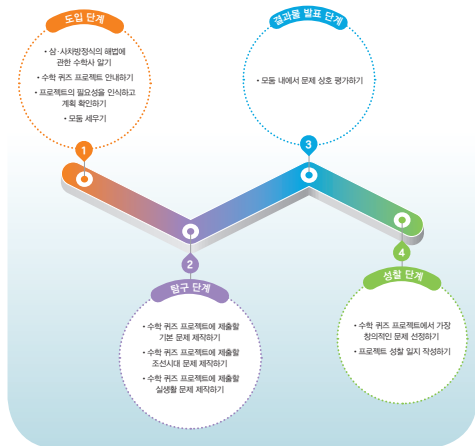 도입 단계
• 삼·사차방정식의 해법에
관한 수학사 알기
• 수학 퀴즈 프로젝트 안내하기
• 프로젝트의 필요성을 인식하고
계획 확인하기
• 모둠 세우기
1
2
탐구 단계
• 수학 퀴즈 프로젝트에 제출할
기본 문제 제작하기
• 수학 퀴즈 프로젝트에 제출할
조선시대 문제 제작하기
• 수학 퀴즈 프로젝트에 제출할
실생활 문제 제작하기
결과물 발표 단계
• 모둠 내에서 문제 상호 평가하기
3
4
성찰 단계
• 수학 퀴즈 프로젝트에서 가장
창의적인 문제 선정하기
• 프로젝트 성찰 일지 작성하기